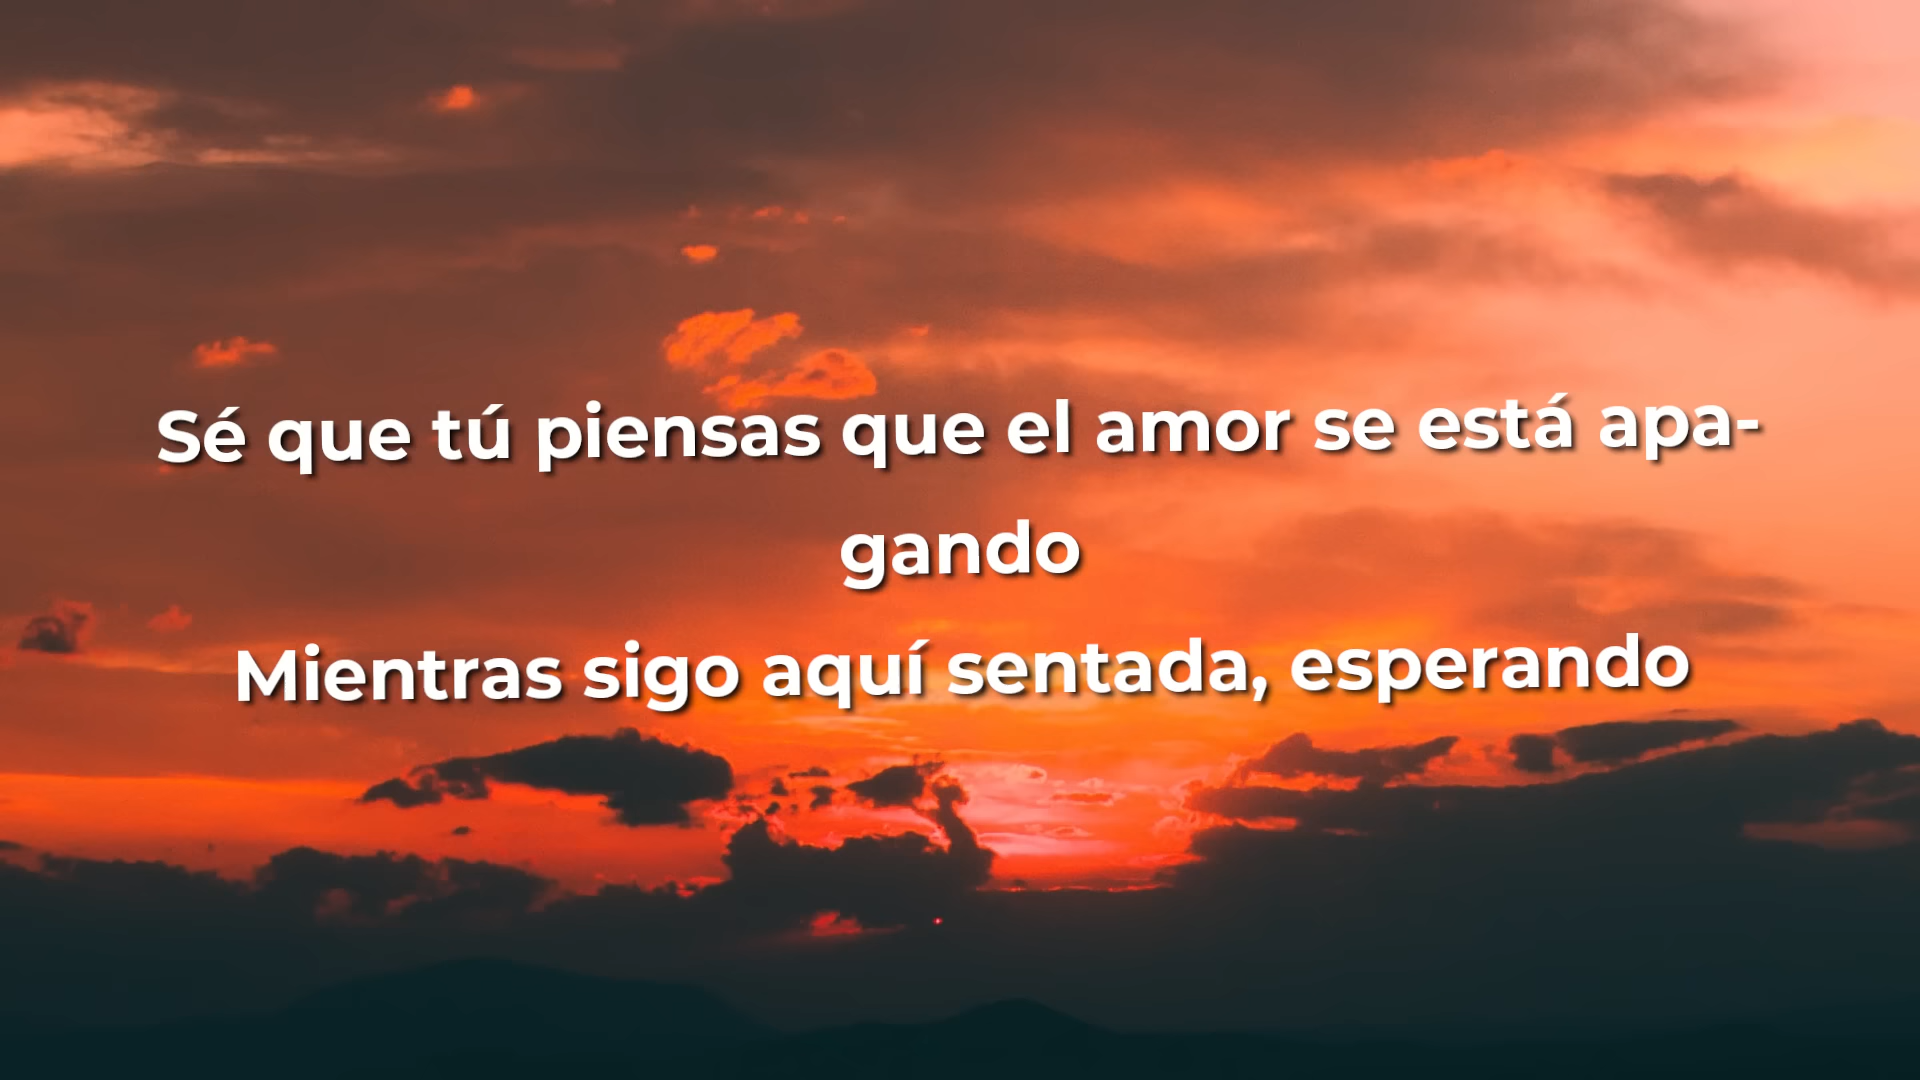 Sé que tú piensas que el amor se está apa-
gando
Mientras sigo aquí sentada, esperando